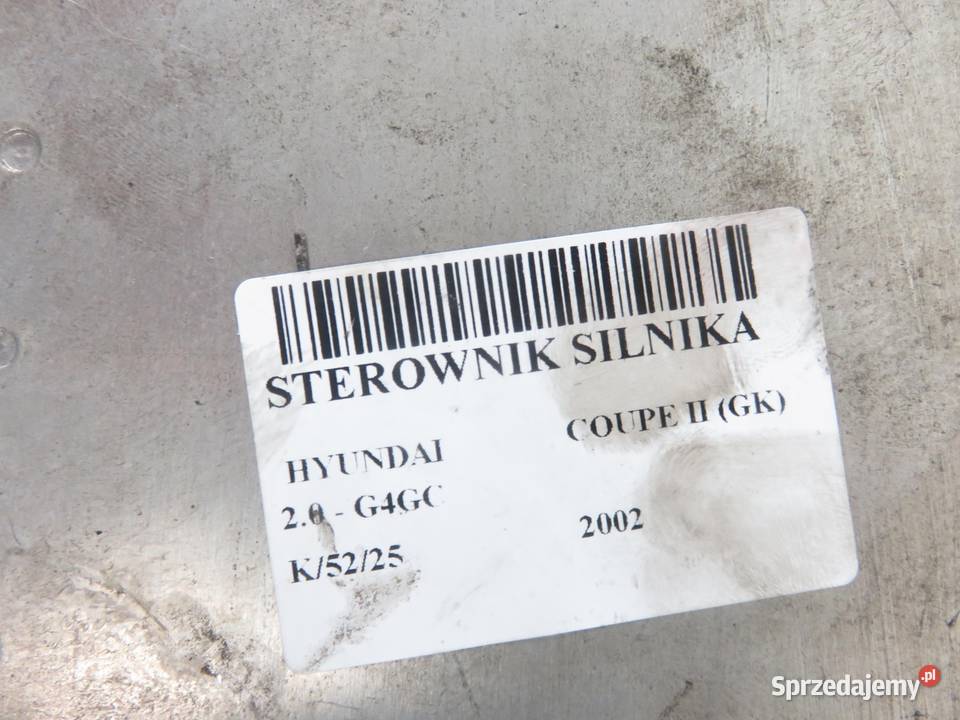 STEROWNIK SILNIKA
HYUNDAI COUPE II (GK)
2.0 - G4GC 2002
K/52/25
Sprzedajemy.pl